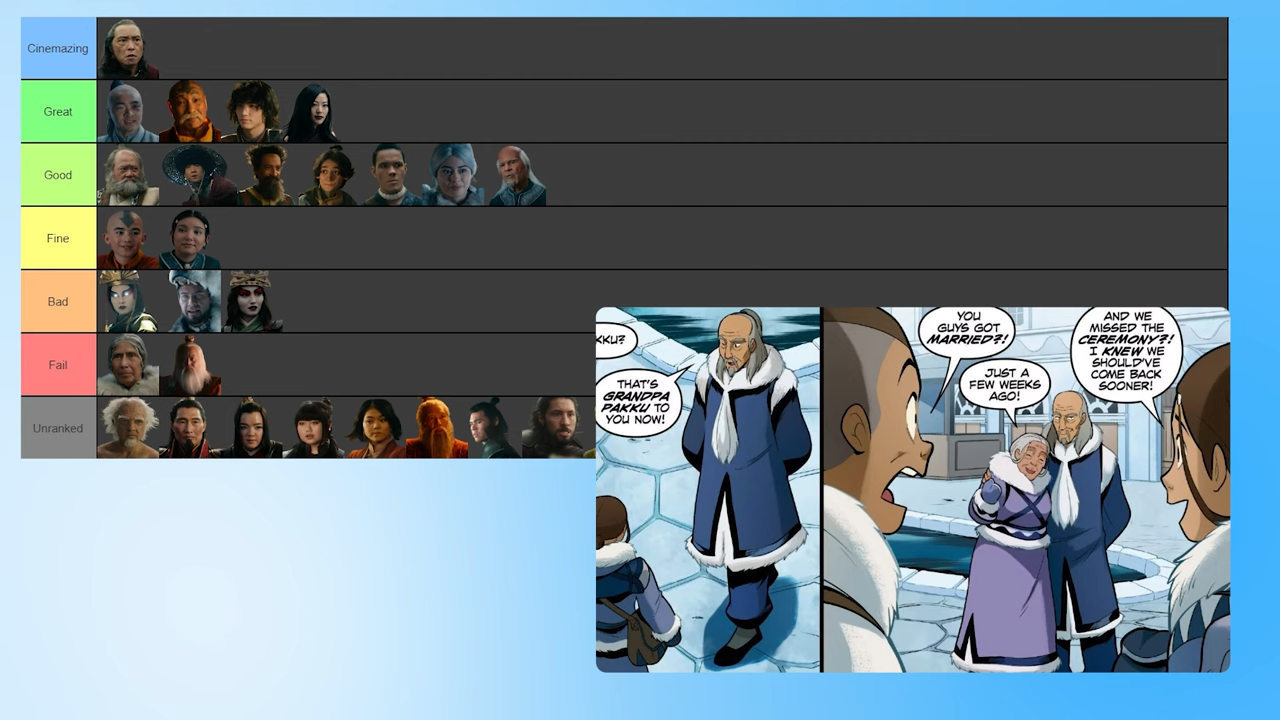 Cinemazing
Great
Good
Fine
Bad
Fail
Unranked
KKU?
THAT'S
GRANDPA
PAKKU TO
YOU NOW!
YOU
GUYS GOT
MARRIED?!
JUST A
FEW WEEKS
AGO!
AND WE
MISSED THE
CEREMONY?!
I KNEW WE
SHOULD'VE
COME BACK
SOONER!